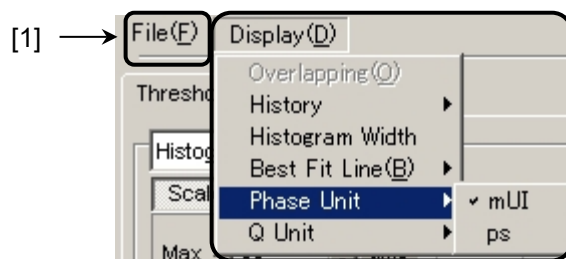 [1]
File(F) Display(D)
Overlapping(O)
Thresho
History
Histogram Width
Histog
Best Fit Line(B)
Scal
Phase Unit ✓ mUI
Q Unit ps
Max